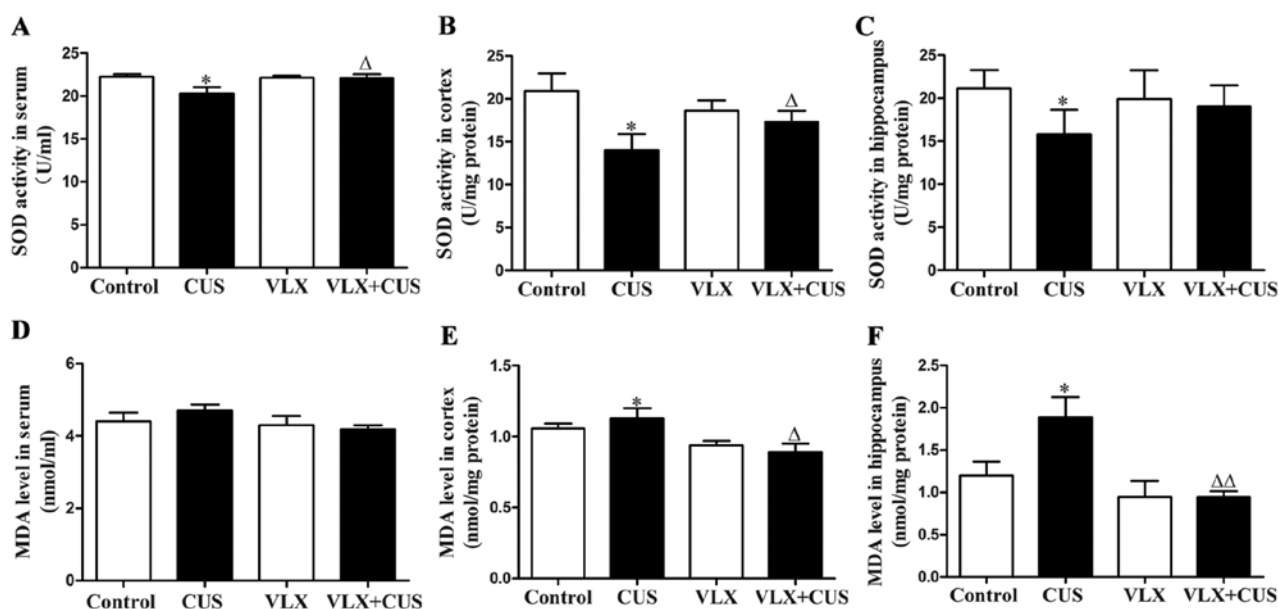 A
SOD activity in serum
(U/ml)
25
20
15
10
5
0
*
Δ
Control CUS VLX VLX+CUS
B
SOD activity in cortex
(U/mg protein)
25
20
15
10
5
0
*
Δ
Control CUS VLX VLX+CUS
C
SOD activity in hippocampus
(U/mg protein)
25
20
15
10
5
0
*
Control CUS VLX VLX+CUS
D
MDA level in serum
(nmol/ml)
6
4
2
0
Control CUS VLX VLX+CUS
E
MDA level in cortex
(nmol/mg protein)
1.5
1.0
0.5
0.0
*
Δ
Control CUS VLX VLX+CUS
F
MDA level in hippocampus
(nmol/mg protein)
2.5
2.0
1.5
1.0
0.5
0.0
*
ΔΔ
Control CUS VLX VLX+CUS